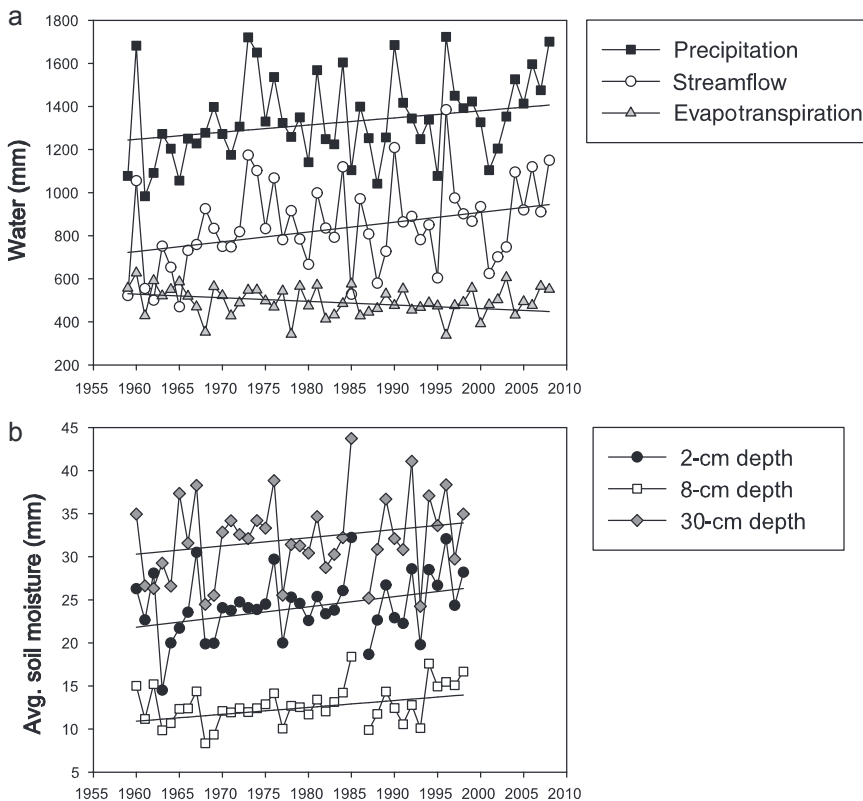 a
1800
1600
1400
1200
1000
800
600
400
200
Water (mm)
1955 1960 1965 1970 1975 1980 1985 1990 1995 2000 2005 2010
Precipitation
Streamflow
Evapotranspiration
b
45
40
35
30
25
20
15
10
5
Avg. soil moisture (mm)
1955 1960 1965 1970 1975 1980 1985 1990 1995 2000 2005 2010
2-cm depth
8-cm depth
30-cm depth